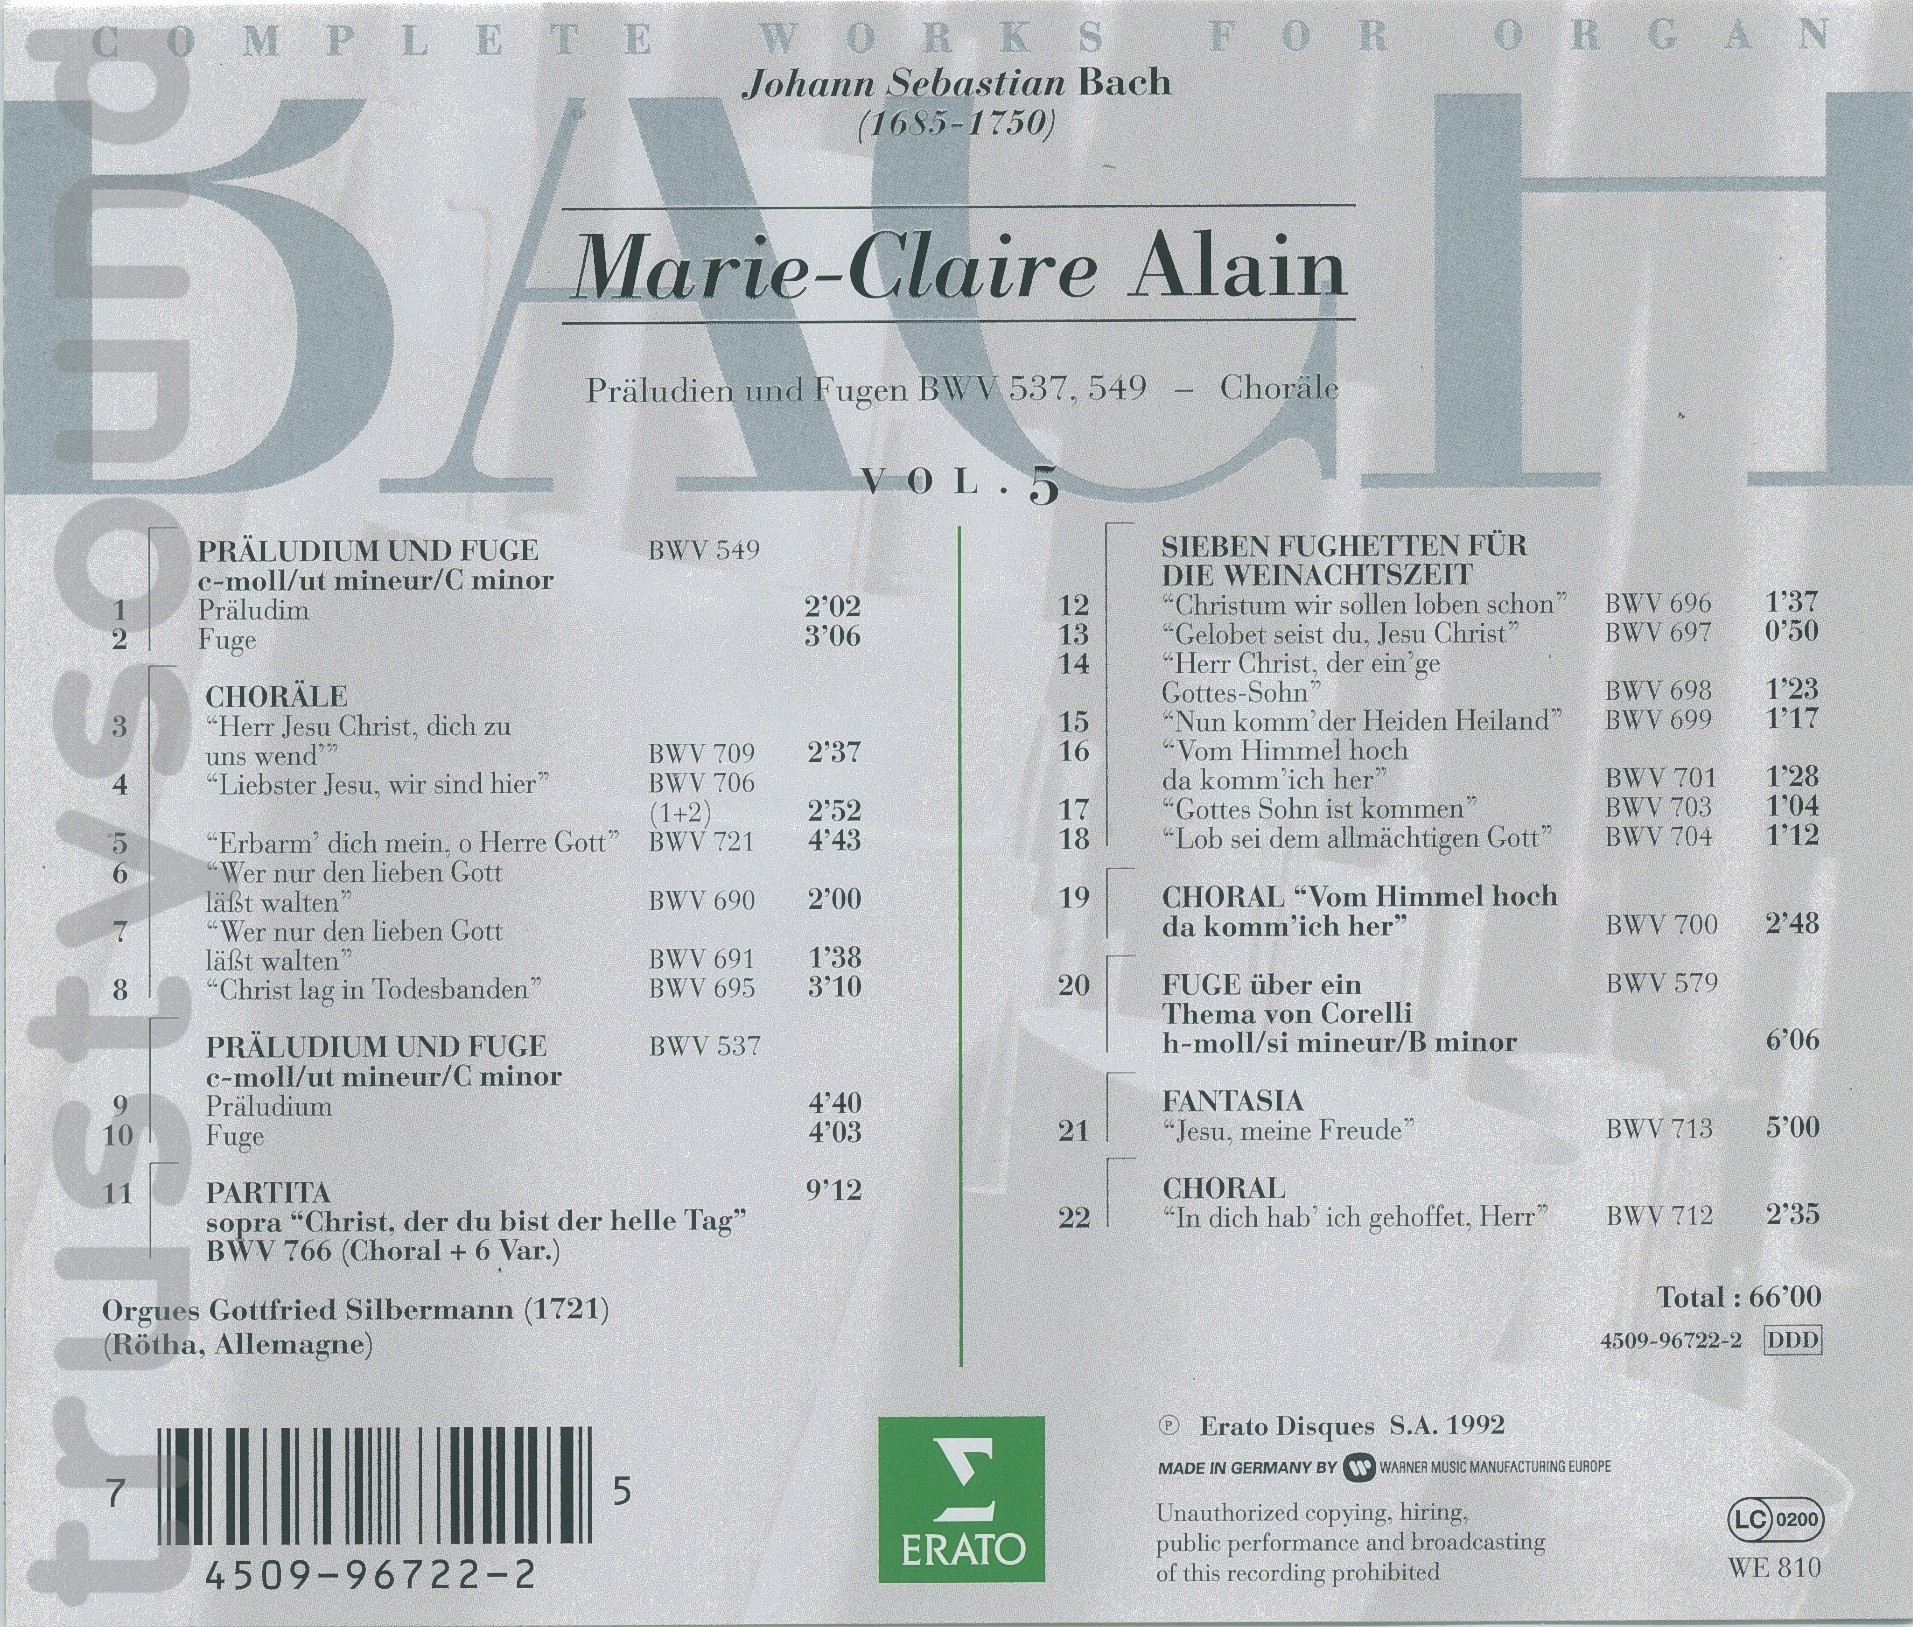 COMPLETE WORKS FOR ORGAN
BACH
Johann Sebastian Bach
(1685-1750)
Marie-Claire Alain
Präludien und Fugen BWV 537, 549 – Choräle
VOL. 5
PRÄLUDIUM UND FUGE BWV 549
c-moll/ut mineur/C minor
1 Präludim 2'02
2 Fuge 3'06
CHORÄLE
3 “Herr Jesu Christ, dich zu
uns wend'” BWV 709 2'37
4 “Liebster Jesu, wir sind hier” BWV 706
(1+2) 2'52
5 “Erbarm' dich mein, o Herre Gott” BWV 721 4'43
6 “Wer nur den lieben Gott
läßt walten” BWV 690 2'00
7 “Wer nur den lieben Gott
läßt walten” BWV 691 1'38
8 “Christ lag in Todesbanden” BWV 695 3'10
PRÄLUDIUM UND FUGE BWV 537
c-moll/ut mineur/C minor
9 Präludium 4'40
10 Fuge 4'03
11 PARTITA 9'12
sopra “Christ, der du bist der helle Tag”
BWV 766 (Choral + 6 Var.)
Orgues Gottfried Silbermann (1721)
(Rötha, Allemagne)
SIEBEN FUGHETTEN FÜR
DIE WEINACHTSZEIT
12 “Christum wir sollen loben schon” BWV 696 1'37
13 “Gelobet seist du, Jesu Christ” BWV 697 0'50
14 “Herr Christ, der ein'ge
Gottes-Sohn” BWV 698 1'23
15 “Nun komm'der Heiden Heiland” BWV 699 1'17
16 “Vom Himmel hoch
da komm'ich her” BWV 701 1'28
17 “Gottes Sohn ist kommen” BWV 703 1'04
18 “Lob sei dem allmächtigen Gott” BWV 704 1'12
19 CHORAL “Vom Himmel hoch
da komm'ich her” BWV 700 2'48
20 FUGE über ein BWV 579
Thema von Corelli
h-moll/si mineur/B minor 6'06
FANTASIA
21 “Jesu, meine Freude” BWV 713 5'00
CHORAL
22 “In dich hab' ich gehoffet, Herr” BWV 712 2'35
Total : 66'00
4509-96722-2 DDD
7 5
4509-96722-2
ERATO
℗ Erato Disques S.A. 1992
MADE IN GERMANY BY WARNER MUSIC MANUFACTURING EUROPE
Unauthorized copying, hiring,
public performance and broadcasting
of this recording prohibited
LC 0200
WE 810
trustysound